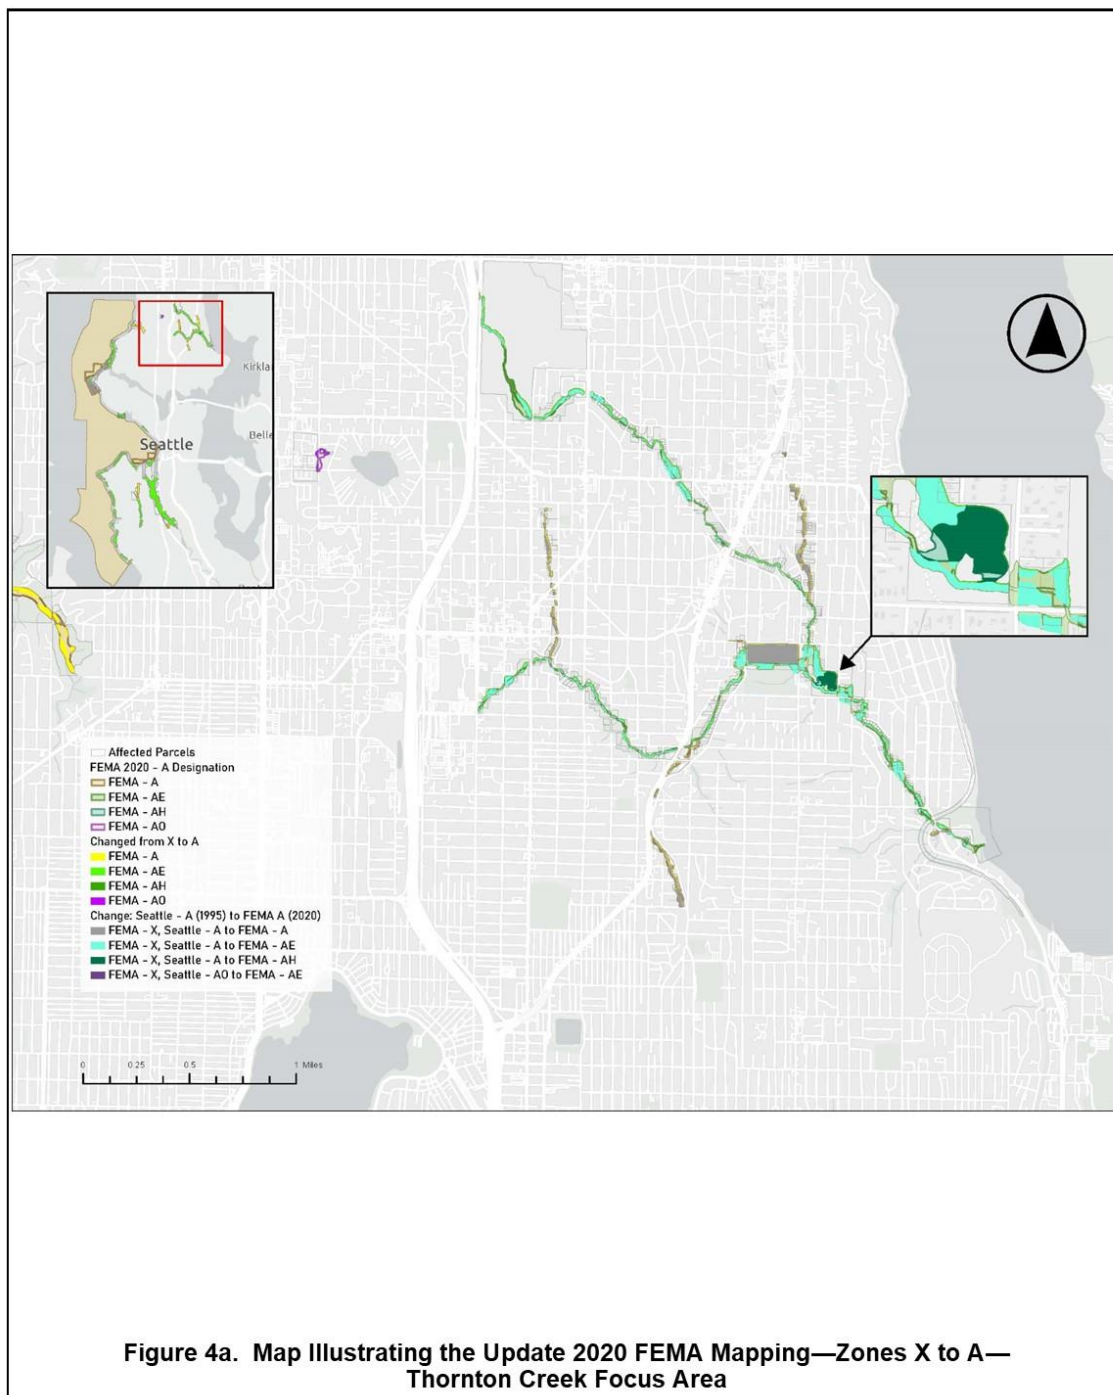 Kirkla
Belle
Seattle
Affected Parcels
FEMA 2020 - A Designation
FEMA - A
FEMA - AE
FEMA - AH
FEMA - AO
Changed from X to A
FEMA - A
FEMA - AE
FEMA - AH
FEMA - AO
Change: Seattle - A (1995) to FEMA A (2020)
FEMA - X, Seattle - A to FEMA - A
FEMA - X, Seattle - A to FEMA - AE
FEMA - X, Seattle - A to FEMA - AH
FEMA - X, Seattle - AO to FEMA - AE
0 0.25 0.5 1 Miles
Figure 4a. Map Illustrating the Update 2020 FEMA Mapping—Zones X to A—
Thornton Creek Focus Area